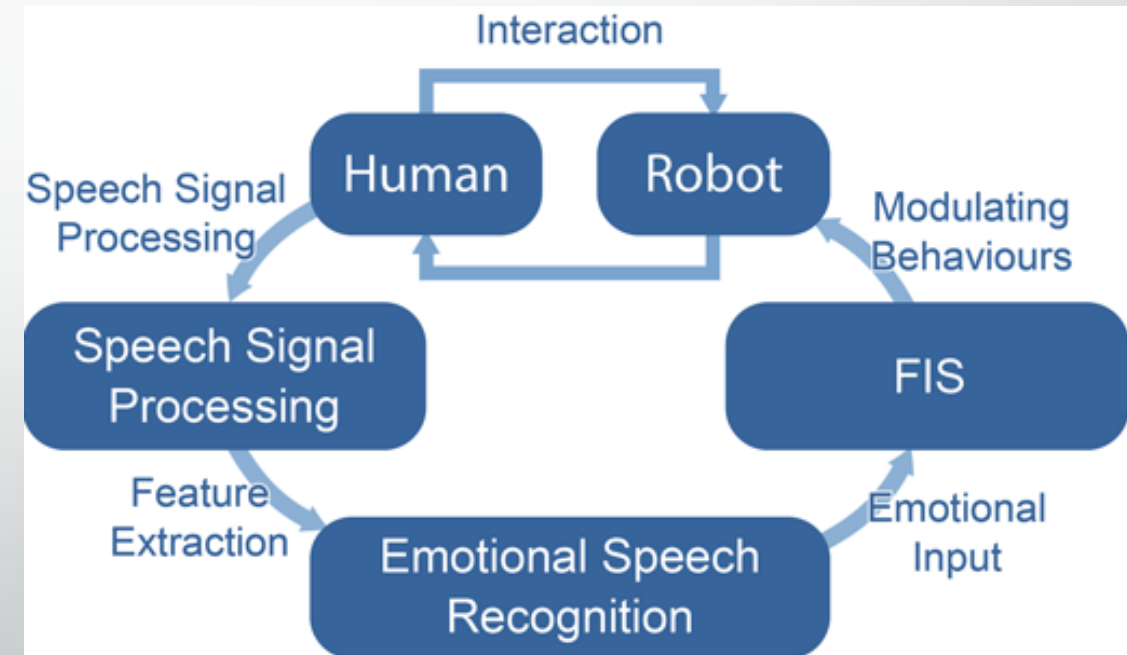 Interaction
Human
Robot
Speech Signal
Processing
Modulating
Behaviours
Speech Signal
Processing
FIS
Feature
Extraction
Emotional
Input
Emotional Speech
Recognition